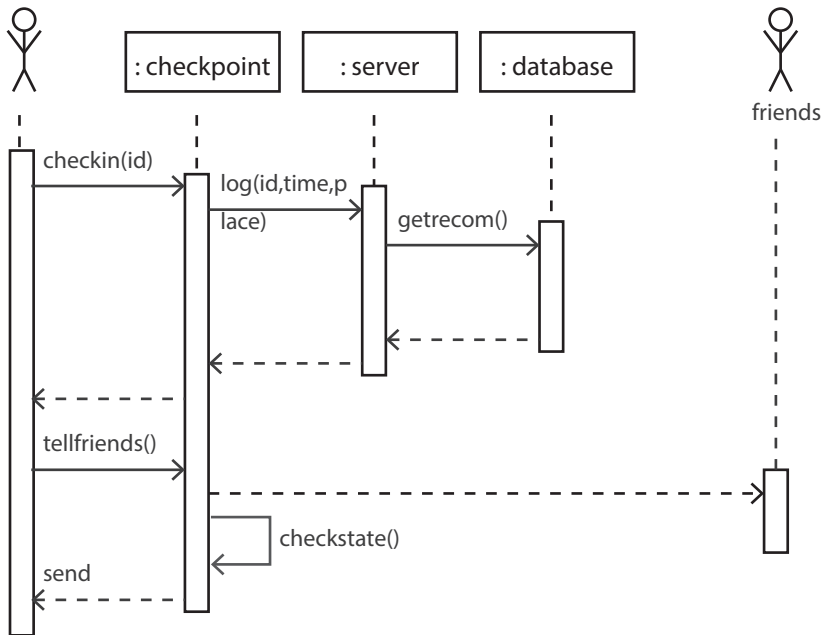 : checkpoint
: server
: database
friends
checkin(id)
log(id,time,p
lace)
getrecom()
tellfriends()
checkstate()
send